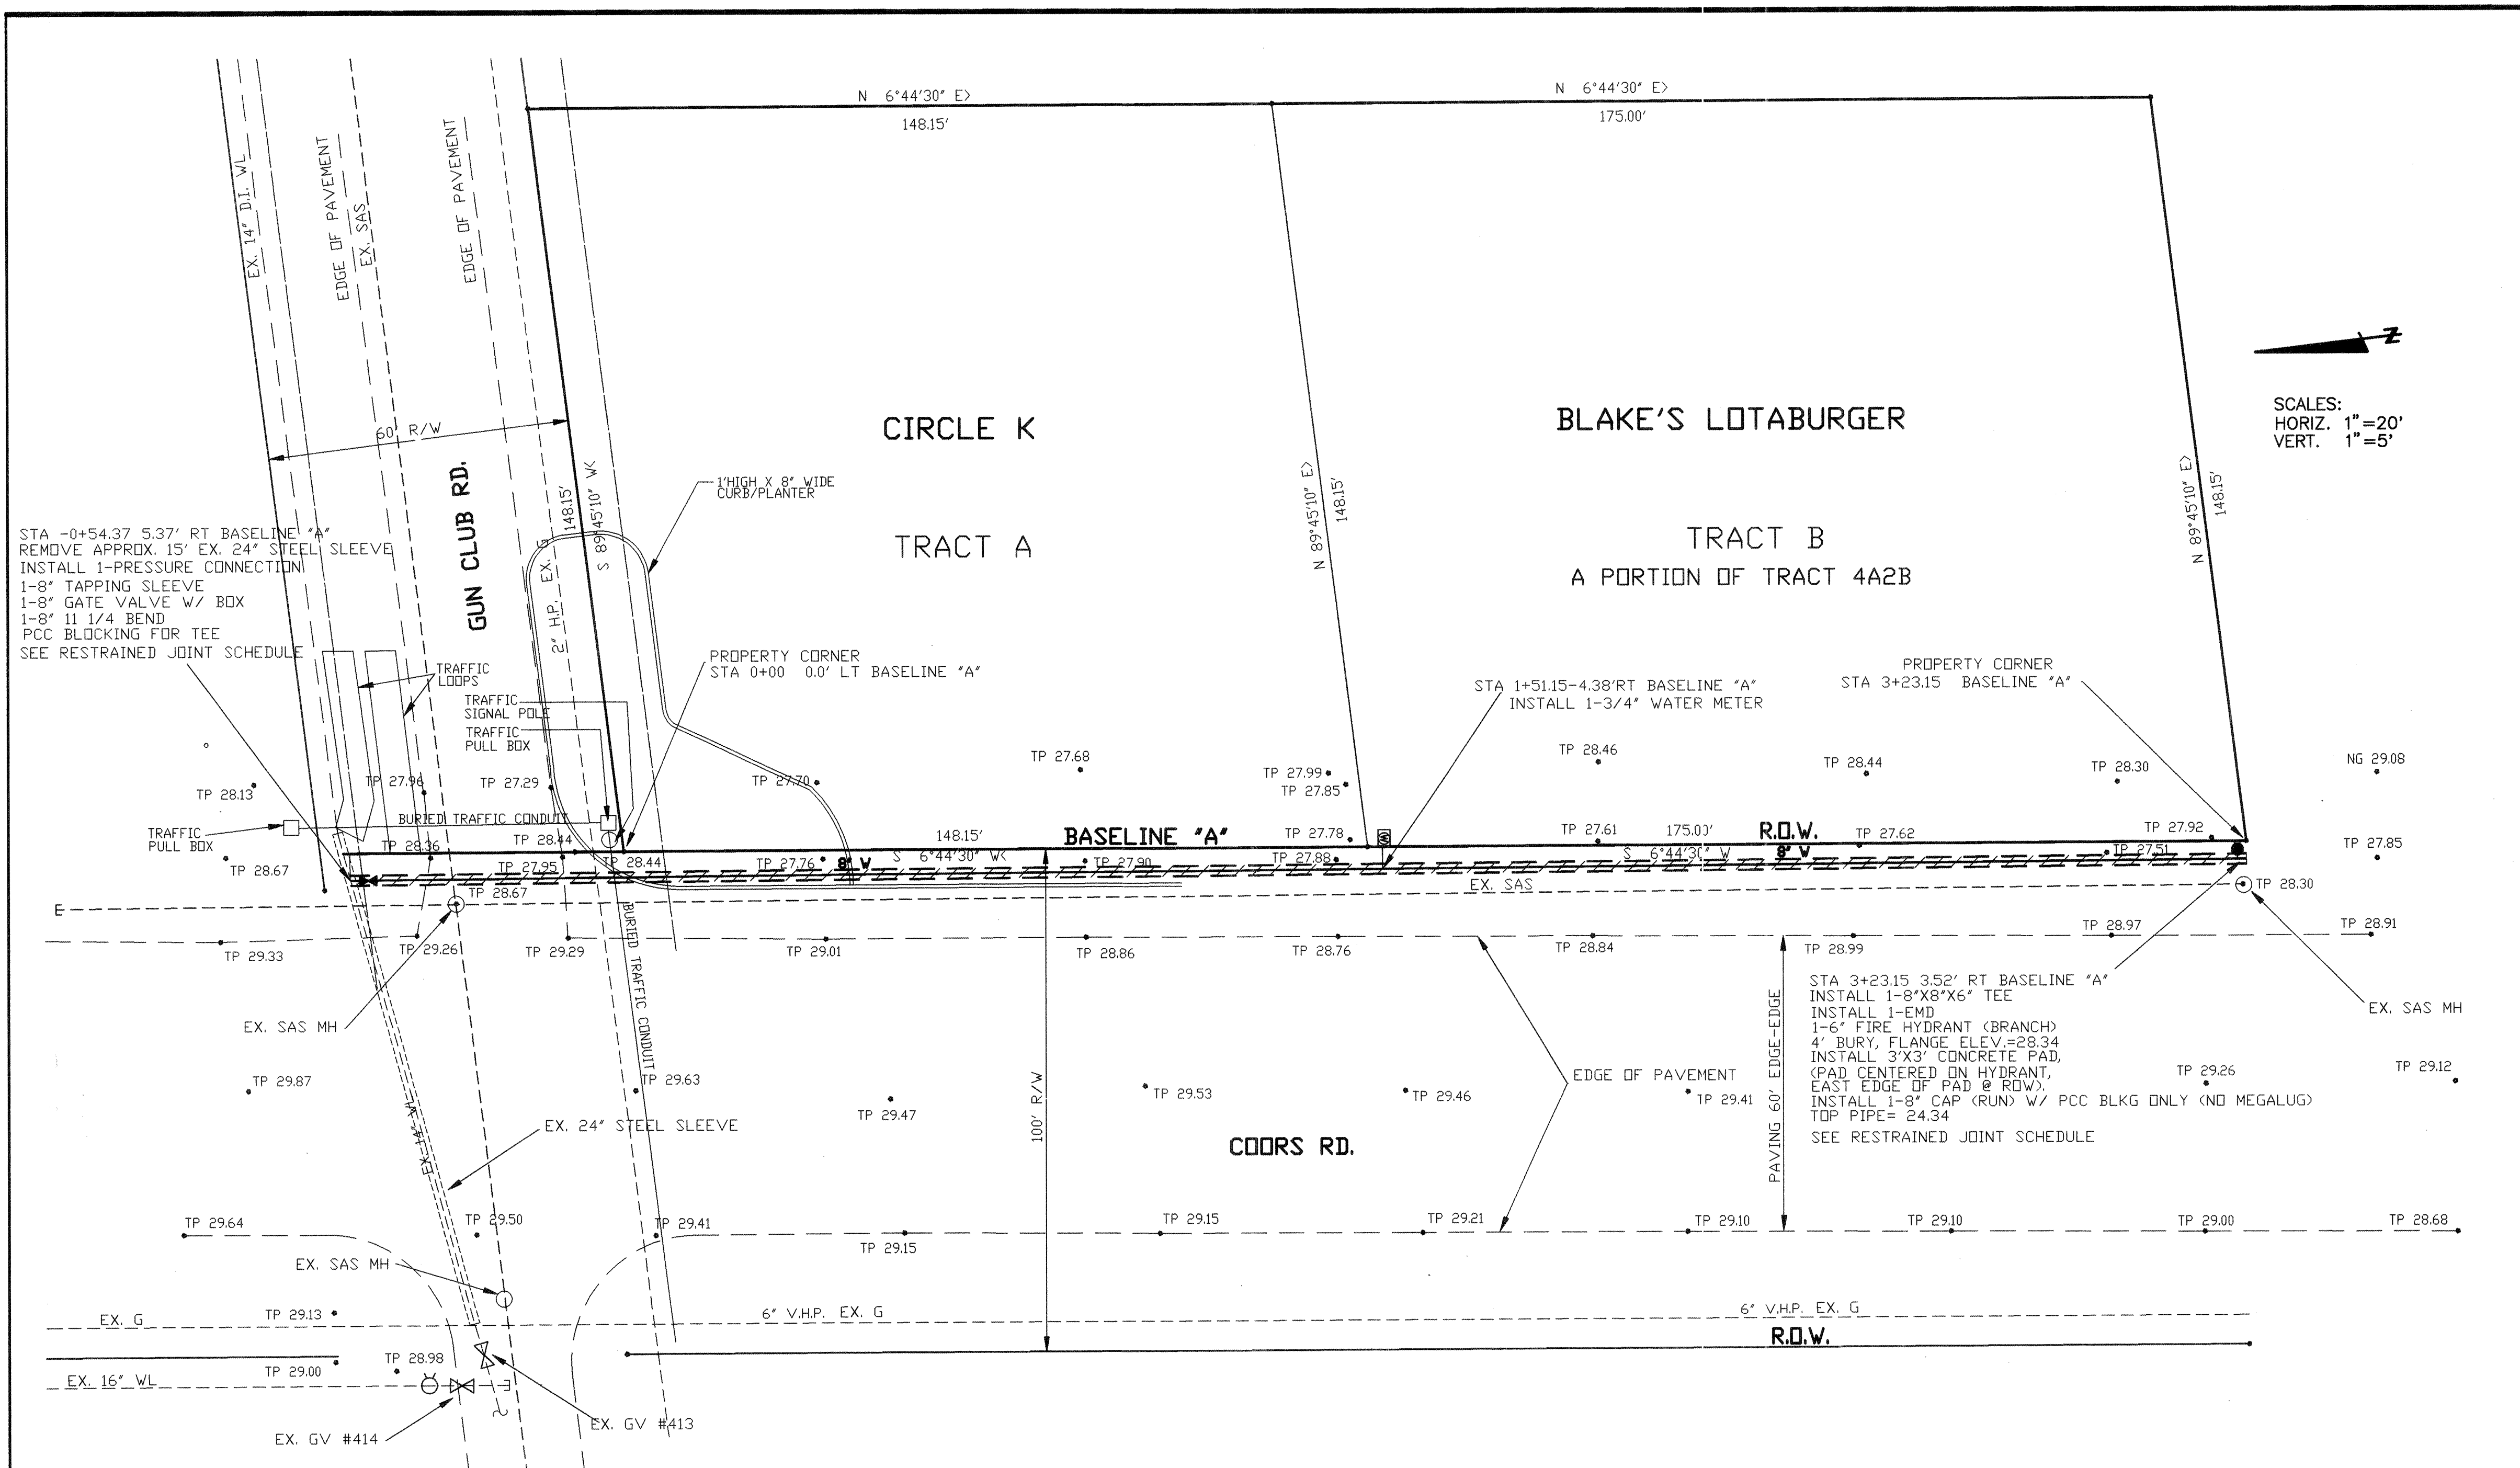 N 6°44'30" E>
148.15'
N 6°44'30" E>
175.00'
EX. 14" D.I. WL
EDGE OF PAVEMENT
EX. SAS
EDGE OF PAVEMENT
60' R/W
GUN CLUB RD.
CIRCLE K
TRACT A
BLAKE'S LOTABURGER
TRACT B
A PORTION OF TRACT 4A2B
N
SCALES:
HORIZ. 1"=20'
VERT. 1"=5'
1'HIGH X 8" WIDE
CURB/PLANTER
148.15'
S 89°45'10" W<
2" H.P. EX. G
N 89°45'10" E>
148.15'
N 89°45'10" E>
148.15'
STA -0+54.37 5.37' RT BASELINE "A"
REMOVE APPROX. 15' EX. 24" STEEL SLEEVE
INSTALL 1-PRESSURE CONNECTION
1-8" TAPPING SLEEVE
1-8" GATE VALVE W/ BOX
1-8" 11 1/4 BEND
PCC BLOCKING FOR TEE
SEE RESTRAINED JOINT SCHEDULE
TRAFFIC
LOOPS
TRAFFIC
SIGNAL POLE
TRAFFIC
PULL BOX
PROPERTY CORNER
STA 0+00 0.0' LT BASELINE "A"
STA 1+51.15-4.38'RT BASELINE "A"
INSTALL 1-3/4" WATER METER
PROPERTY CORNER
STA 3+23.15 BASELINE "A"
TP 28.13
TP 27.96
TP 27.29
TP 27.70
TP 27.68
TP 27.99
TP 27.85
TP 28.46
TP 28.44
TP 28.30
NG 29.08
BURIED TRAFFIC CONDUIT
TRAFFIC
PULL BOX
TP 28.36
TP 28.44
148.15'
BASELINE "A"
TP 27.78
W
TP 27.61
175.00'
R.O.W.
TP 27.62
TP 27.92
TP 27.85
TP 28.67
TP 27.95
TP 28.44
TP 27.76
8" W
S 6°44'30" W<
TP 27.90
TP 27.88
S 6°44'30" W
8" W
TP 27.51
E
TP 28.67
EX. SAS
TP 28.30
TP 29.33
TP 29.26
TP 29.29
TP 29.01
TP 28.86
TP 28.76
TP 28.84
TP 28.99
TP 28.97
TP 28.91
BURIED TRAFFIC CONDUIT
EX. SAS MH
EX. SAS MH
STA 3+23.15 3.52' RT BASELINE "A"
INSTALL 1-8"X8"X6" TEE
INSTALL 1-EMD
1-6" FIRE HYDRANT (BRANCH)
4' BURY, FLANGE ELEV.=28.34
INSTALL 3'X3' CONCRETE PAD,
(PAD CENTERED ON HYDRANT,
EAST EDGE OF PAD @ ROW).
INSTALL 1-8" CAP (RUN) W/ PCC BLKG ONLY (NO MEGALUG)
TOP PIPE= 24.34
SEE RESTRAINED JOINT SCHEDULE
TP 29.87
TP 29.63
TP 29.47
TP 29.53
TP 29.46
EDGE OF PAVEMENT
TP 29.41
TP 29.26
TP 29.12
EX. 14" WL
EX. 24" STEEL SLEEVE
100' R/W
COORS RD.
PAVING 60' EDGE-EDGE
TP 29.64
TP 29.50
TP 29.41
TP 29.15
TP 29.15
TP 29.21
TP 29.10
TP 29.10
TP 29.00
TP 28.68
EX. SAS MH
EX. G
TP 29.13
6" V.H.P. EX. G
6" V.H.P. EX. G
R.O.W.
TP 29.00
TP 28.98
EX. 16" WL
EX. GV #414
EX. GV #413